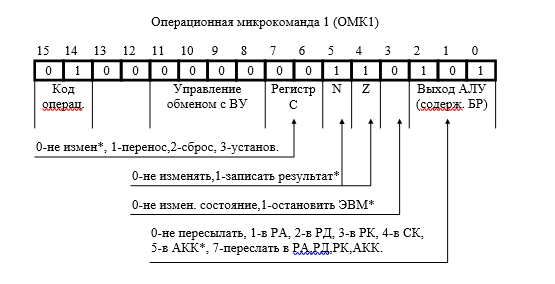 Операционная микрокоманда 1 (ОМК1)
15 14 13 12 11 10 9 8 7 6 5 4 3 2 1 0
0 1 0 0 0 0 0 0 0 0 1 1 0 1 0 1
Код операц. Управление обменом с ВУ Регистр С N Z Выход АЛУ (содерж. БР)
0-не измен*, 1-перенос,2-сброс, 3-установ.
0-не изменять,1-записать результат*
0-не измен. состояние,1-остановить ЭВМ*
0-не пересылать, 1-в РА, 2-в РД, 3-в РК, 4-в СК,
5-в АКК*, 7-переслать в РА,РД,РК,АКК.